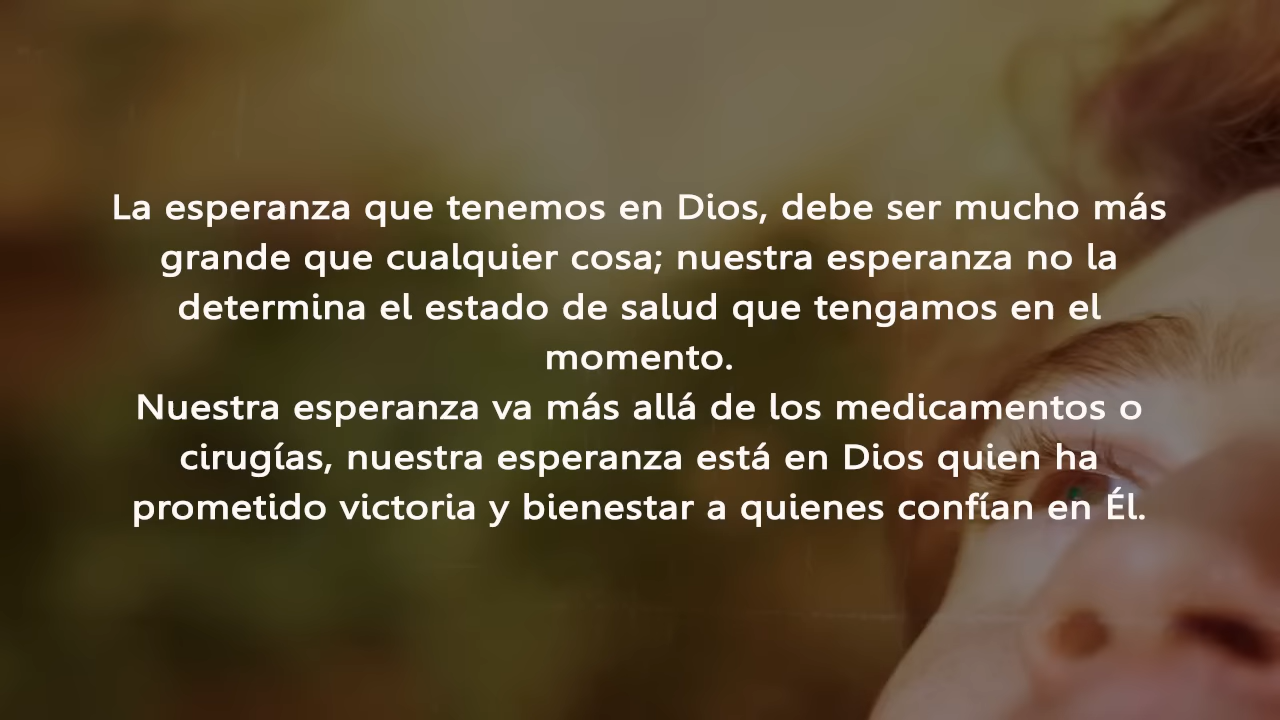 La esperanza que tenemos en Dios, debe ser mucho más
grande que cualquier cosa; nuestra esperanza no la
determina el estado de salud que tengamos en el
momento.
Nuestra esperanza va más allá de los medicamentos o
cirugías, nuestra esperanza está en Dios quien ha
prometido victoria y bienestar a quienes confían en Él.